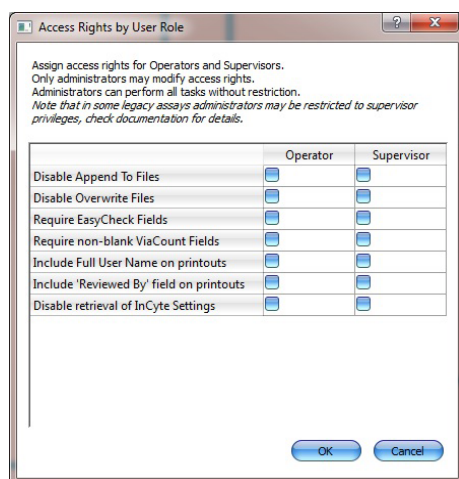 Access Rights by User Role
?
X
Assign access rights for Operators and Supervisors.
Only administrators may modify access rights.
Administrators can perform all tasks without restriction.
Note that in some legacy assays administrators may be restricted to supervisor
privileges, check documentation for details.
Operator Supervisor
Disable Append To Files
Disable Overwrite Files
Require EasyCheck Fields
Require non-blank ViaCount Fields
Include Full User Name on printouts
Include 'Reviewed By' field on printouts
Disable retrieval of InCyte Settings
OK Cancel